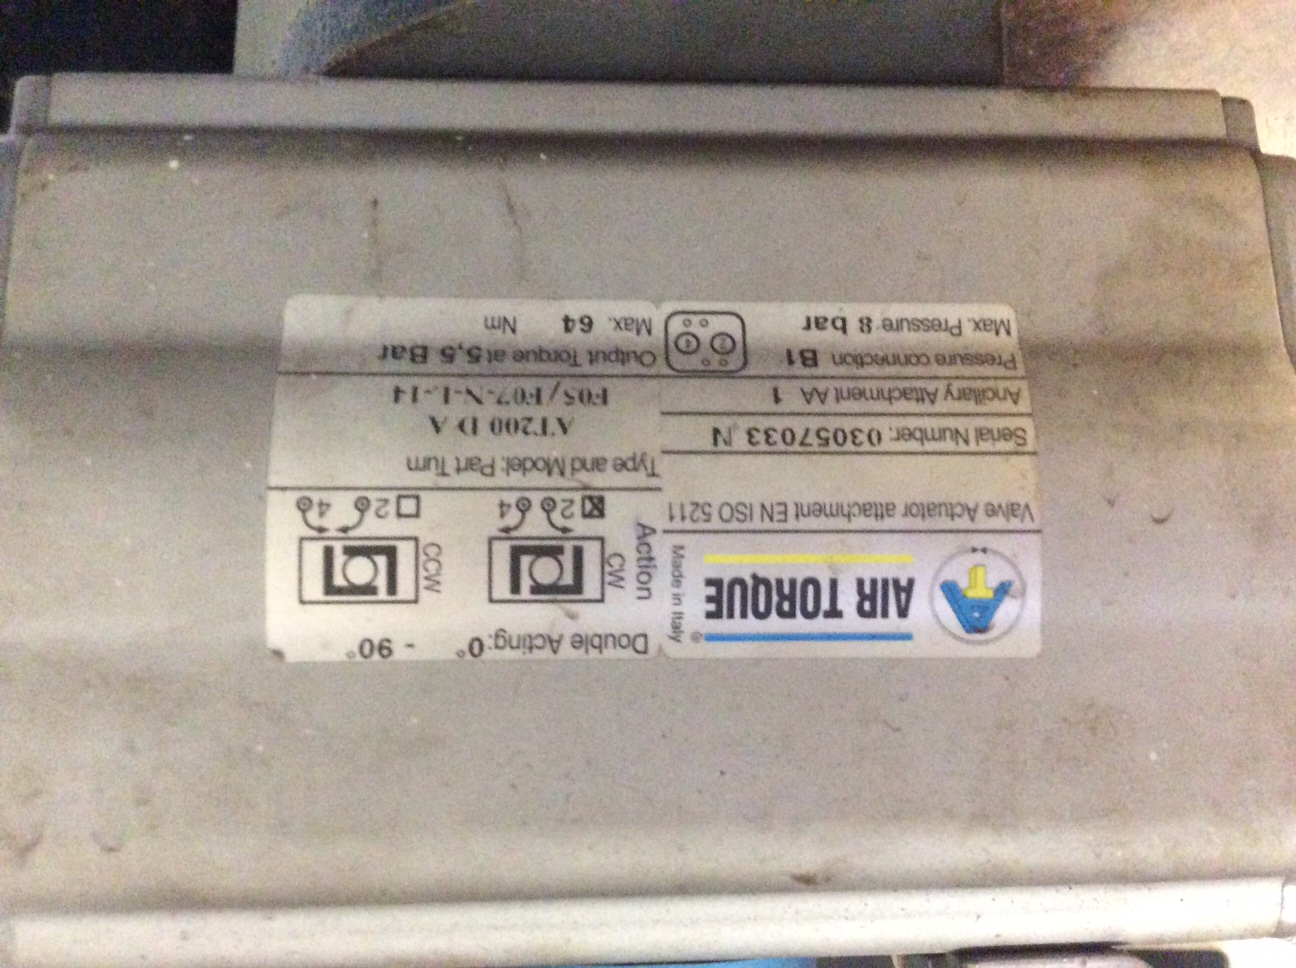 AIR TORQUE®
Made in Italy
Valve Actuator attachment EN ISO 5211
Serial Number: 03057033 N
Ancillary Attachment AA 1
Pressure connection B1
2 4
Max. Pressure 8 bar
Double Acting: 0° - 90°
Action
CW
CCW
2 4
2 4
Type and Model: Part Turn
AT200 D A
F05/F07-N-L-14
Output Torque at 5,5 Bar
Max. 64 Nm